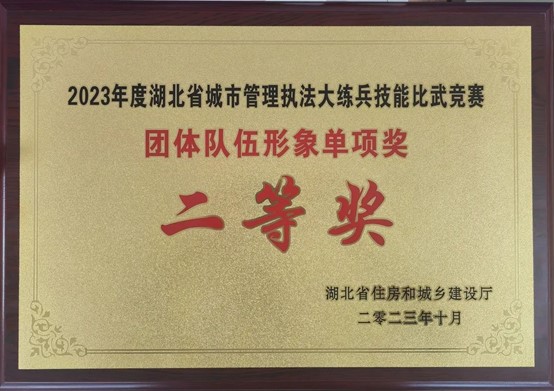 2023年度湖北省城市管理执法大练兵技能比武竞赛
团体队伍形象单项奖
二等奖
湖北省住房和城乡建设厅
二零二三年十月